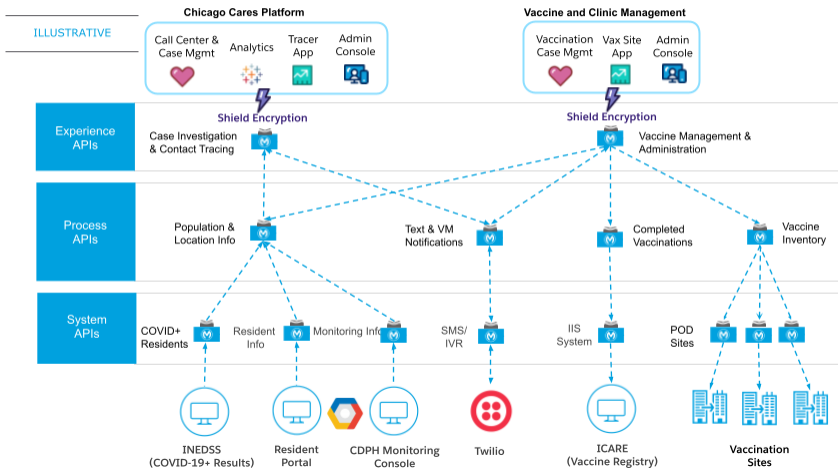 ILLUSTRATIVE
Chicago Cares Platform
Vaccine and Clinic Management
Call Center &
Case Mgmt
Analytics
Tracer
App
Admin
Console
Vaccination
Case Mgmt
Vax Site
App
Admin
Console
Shield Encryption
Shield Encryption
Experience
APIs
Case Investigation
& Contact Tracing)
Vaccine Management &
Administration
Process
APIs
Population &
Location Info
Text & VM
Notifications
Completed
Vaccinations
Vaccine
Inventory
System
APIs
COVID+
Residents
Resident
Info
Monitoring Info
SMS/
IVR
IIS
System
POD
Sites
INEDSS
(COVID-19+ Results)
Resident
Portal
CDPH Monitoring
Console
Twilio
ICARE
(Vaccine Registry)
Vaccination
Sites